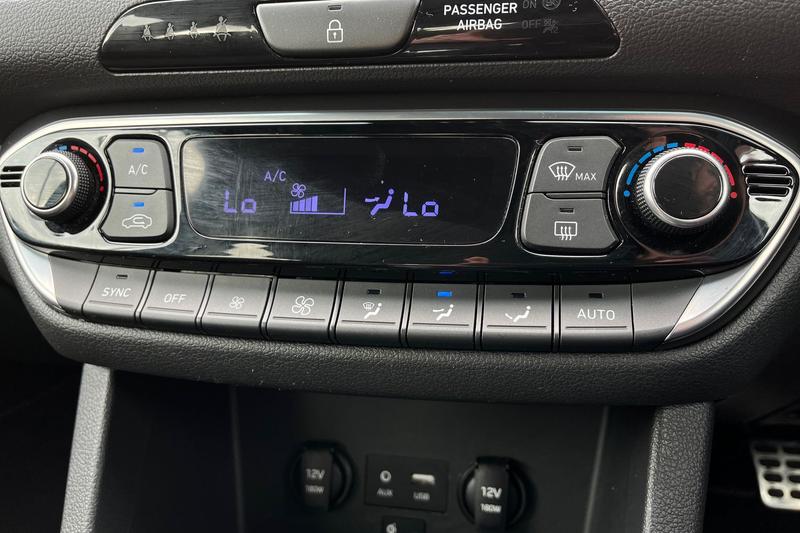 PASSENGER ON
AIRBAG OFF
A/C
A/C
Lo Lo
MAX
SYNC OFF AUTO
12V
180W
AUX USB
12V
180W